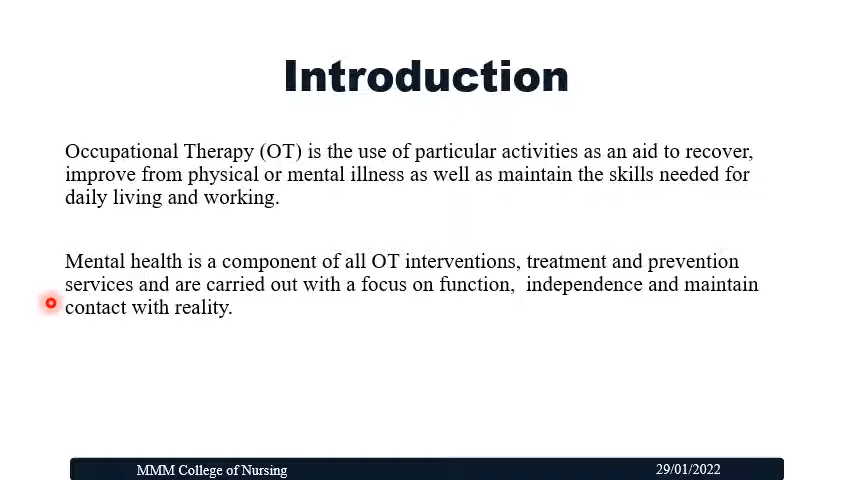 Introduction
Occupational Therapy (OT) is the use of particular activities as an aid to recover,
improve from physical or mental illness as well as maintain the skills needed for
daily living and working.
Mental health is a component of all OT interventions, treatment and prevention
services and are carried out with a focus on function,  independence and maintain
contact with reality.
MMM College of Nursing
29/01/2022